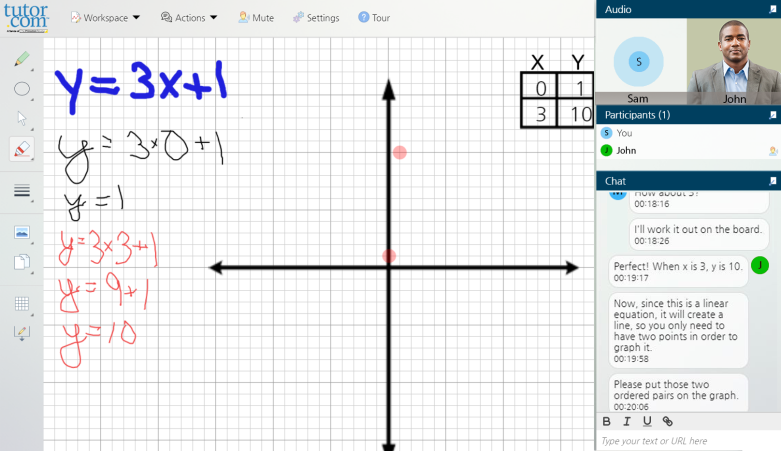 tutor.com
Workspace
Actions
Mute
Settings
Tour
y=3x+1
y=3×0+1
y=1
y=3×3+1
y=9+1
y=10
X Y
0 1
3 10
Audio
S
Sam
John
Participants (1)
S You
J John
Chat
How about 3?
00:18:16
I'll work it out on the board.
00:18:26
Perfect! When x is 3, y is 10.
J
00:19:17
Now, since this is a linear
equation, it will create a
line, so you only need to
have two points in order to
graph it.
00:19:58
Please put those two
ordered pairs on the graph.
00:20:06
B I U
Type your text or URL here